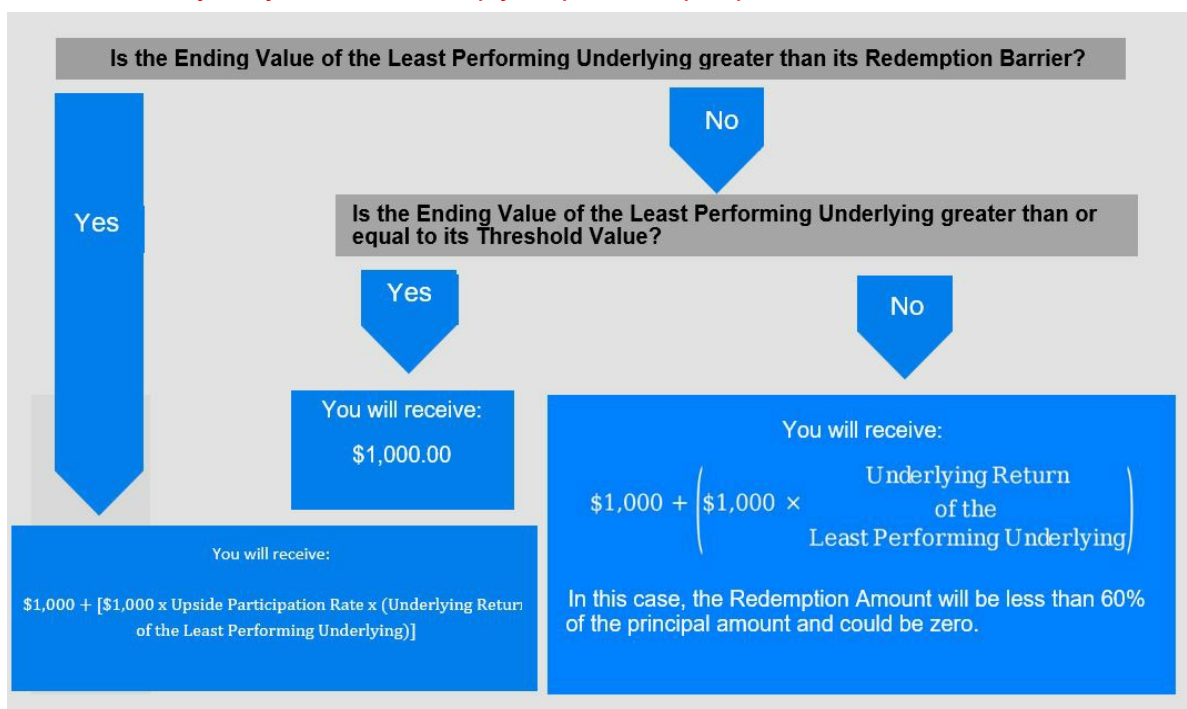 Is the Ending Value of the Least Performing Underlying greater than its Redemption Barrier?
No
Yes
Is the Ending Value of the Least Performing Underlying greater than or
equal to its Threshold Value?
Yes
No
You will receive:
$1,000.00
You will receive:
$1,000 + ($1,000 × Underlying Return
of the
Least Performing Underlying)
In this case, the Redemption Amount will be less than 60%
of the principal amount and could be zero.
You will receive:
$1,000 + [$1,000 x Upside Participation Rate x (Underlying Return
of the Least Performing Underlying)]